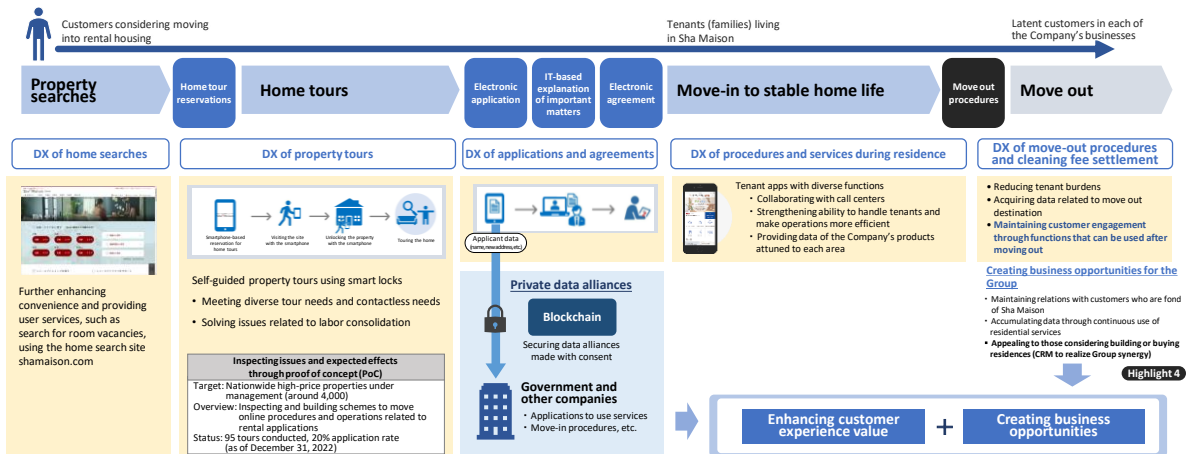 Customers considering moving
into rental housing
Tenants (families) living
in Sha Maison
Latent customers in each of
the Company's businesses
Property
searches
Home tour
reservations
Home tours
Electronic
application
IT-based
explanation
of important
matters
Electronic
agreement
Move-in to stable home life
Move out
procedures
Move out
DX of home searches
DX of property tours
DX of applications and agreements
DX of procedures and services during residence
DX of move-out procedures
and cleaning fee settlement
Further enhancing
convenience and providing
user services, such as
search for room vacancies,
using the home search site
shamaison.com
Smartphone-based
reservation for
home tours
Visiting the site
with the smartphone
Unlocking the property
with the smartphone
Touring the home
Self-guided property tours using smart locks
• Meeting diverse tour needs and contactless needs
• Solving issues related to labor consolidation
Inspecting issues and expected effects
through proof of concept (PoC)
Target: Nationwide high-price properties under
management (around 4,000)
Overview: Inspecting and building schemes to move
online procedures and operations related to
rental applications
Status: 95 tours conducted, 20% application rate
(as of December 31, 2022)
Applicant data
(name, new address, etc.)
Private data alliances
Blockchain
Securing data alliances
made with consent
Government and
other companies
・Applications to use services
・Move-in procedures, etc.
Tenant apps with diverse functions
・Collaborating with call centers
・Strengthening ability to handle tenants and
make operations more efficient
・Providing data of the Company's products
attuned to each area
• Reducing tenant burdens
• Acquiring data related to move out
destination
• Maintaining customer engagement
through functions that can be used after
moving out
Creating business opportunities for the
Group
・Maintaining relations with customers who are fond
of Sha Maison
・Accumulating data through continuous use of
residential services
▪ Appealing to those considering building or buying
residences (CRM to realize Group synergy)
Highlight 4
Enhancing customer
experience value
+
Creating business
opportunities